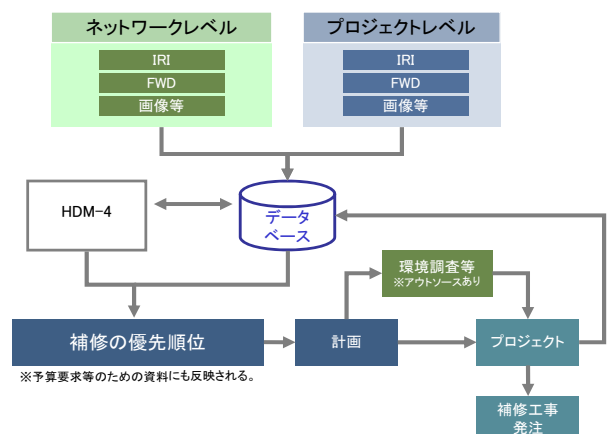 ネットワークレベル
IRI
FWD
画像等
プロジェクトレベル
IRI
FWD
画像等
HDM-4
データ
ベース
環境調査等
※アウトソースあり
補修の優先順位
計画
プロジェクト
※予算要求等のための資料にも反映される。
補修工事
発注